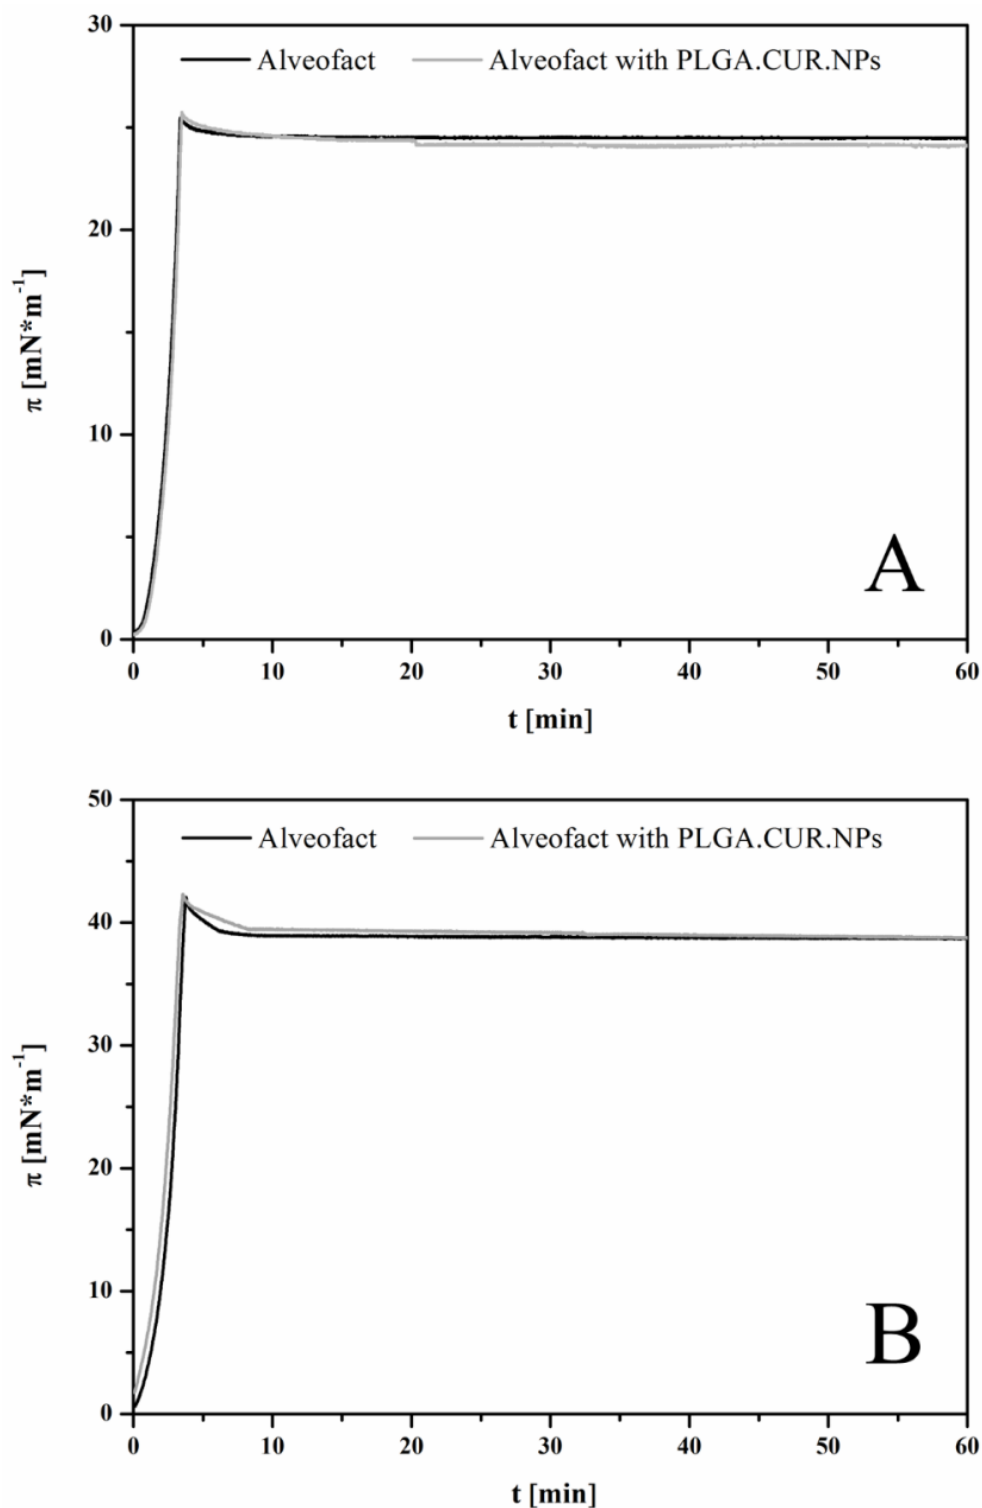 30
Alveofact Alveofact with PLGA.CUR.NPs
20
π [mN*m⁻¹]
10
A
0
0 10 20 30 40 50 60
t [min]
50
Alveofact Alveofact with PLGA.CUR.NPs
40
30
π [mN*m⁻¹]
20
10
B
0
0 10 20 30 40 50 60
t [min]